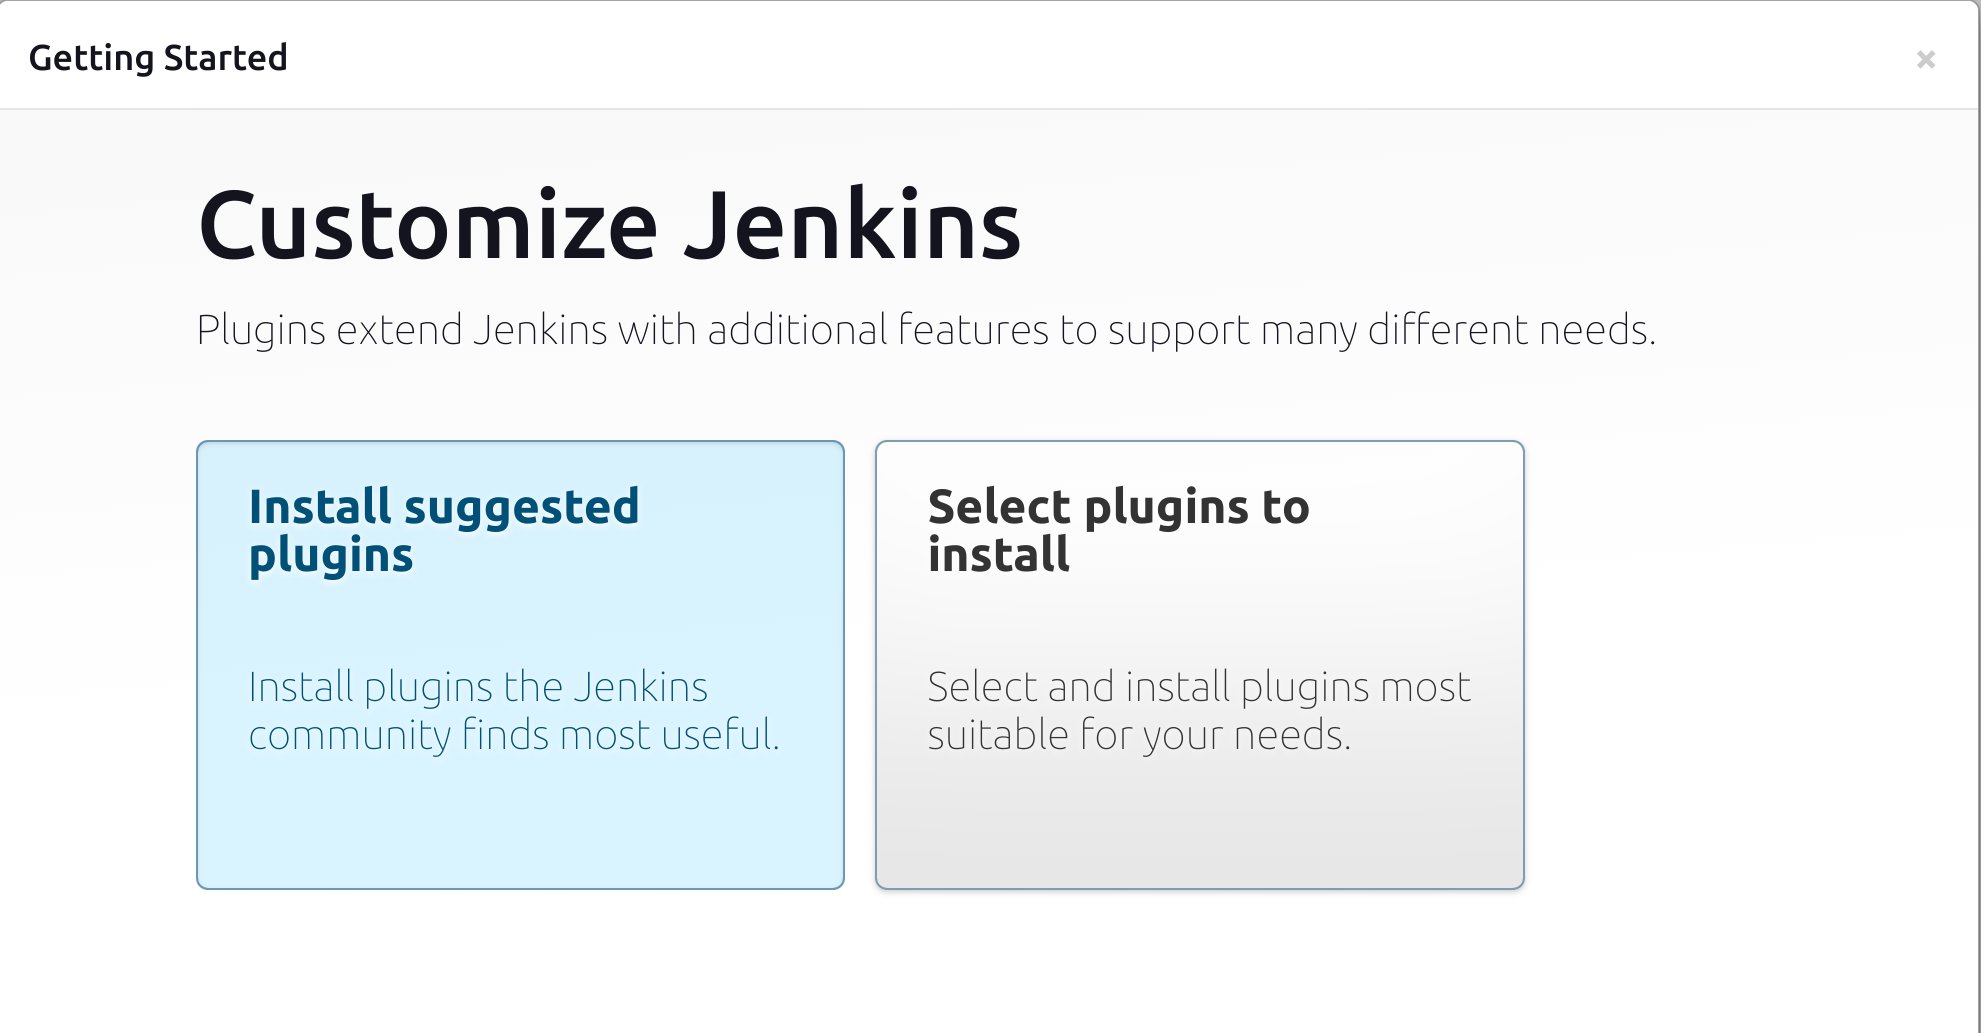 Getting Started
×
Customize Jenkins
Plugins extend Jenkins with additional features to support many different needs.
Install suggested
plugins
Install plugins the Jenkins
community finds most useful.
Select plugins to
install
Select and install plugins most
suitable for your needs.